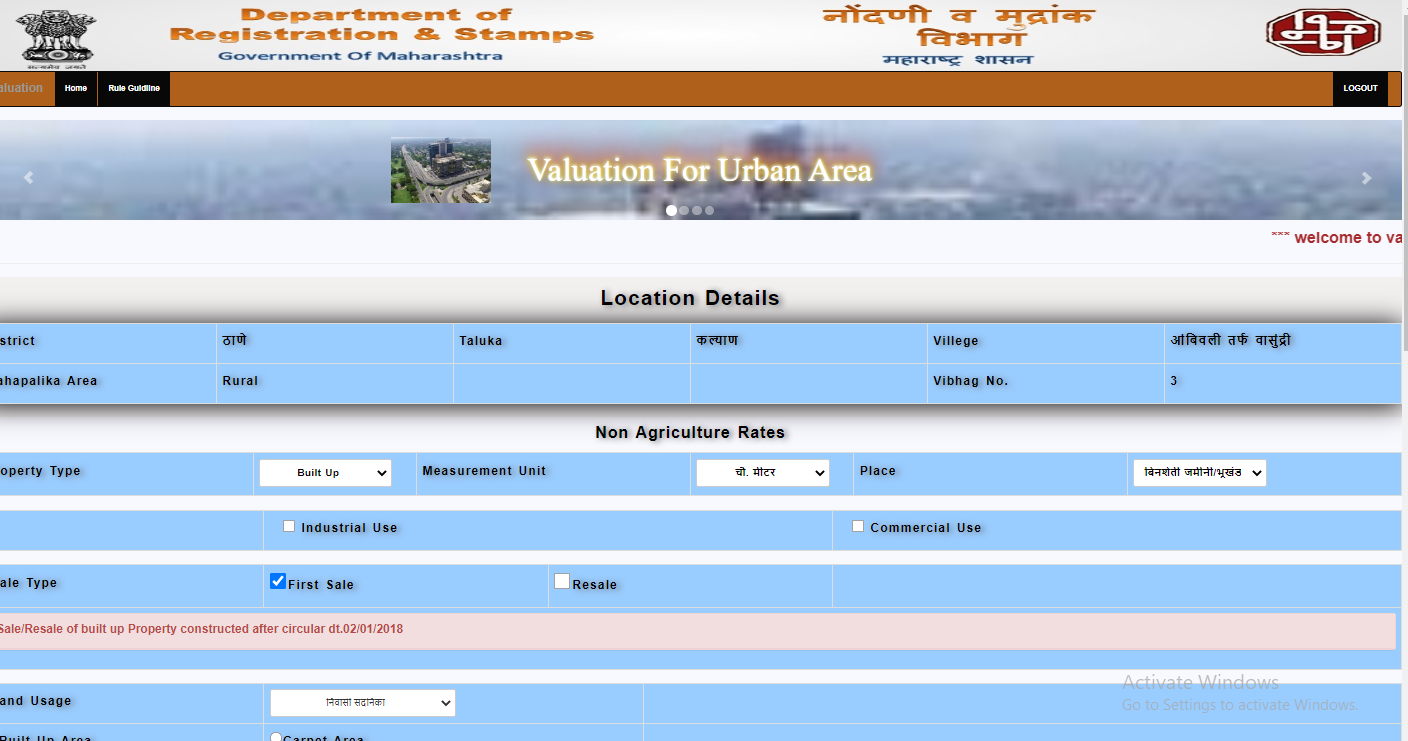 Department of
Registration & Stamps
Government Of Maharashtra
नोंदणी व मुद्रांक
विभाग
महाराष्ट्र शासन
aluation Home Rule Guidline LOGOUT
Valuation For Urban Area
*** welcome to va
Location Details
strict ठाणे Taluka कल्याण Villege आंबिवली तर्फ वासुंद्री
ahapalika Area Rural Vibhag No. 3
Non Agriculture Rates
operty Type Built Up Measurement Unit चौ. मीटर Place बिनशेती जमीनी/भूखंड
Industrial Use Commercial Use
ale Type First Sale Resale
Sale/Resale of built up Property constructed after circular dt.02/01/2018
and Usage निवासी सदनिका
Activate Windows
Go to Settings to activate Windows.
Built Up Area Carpet Area